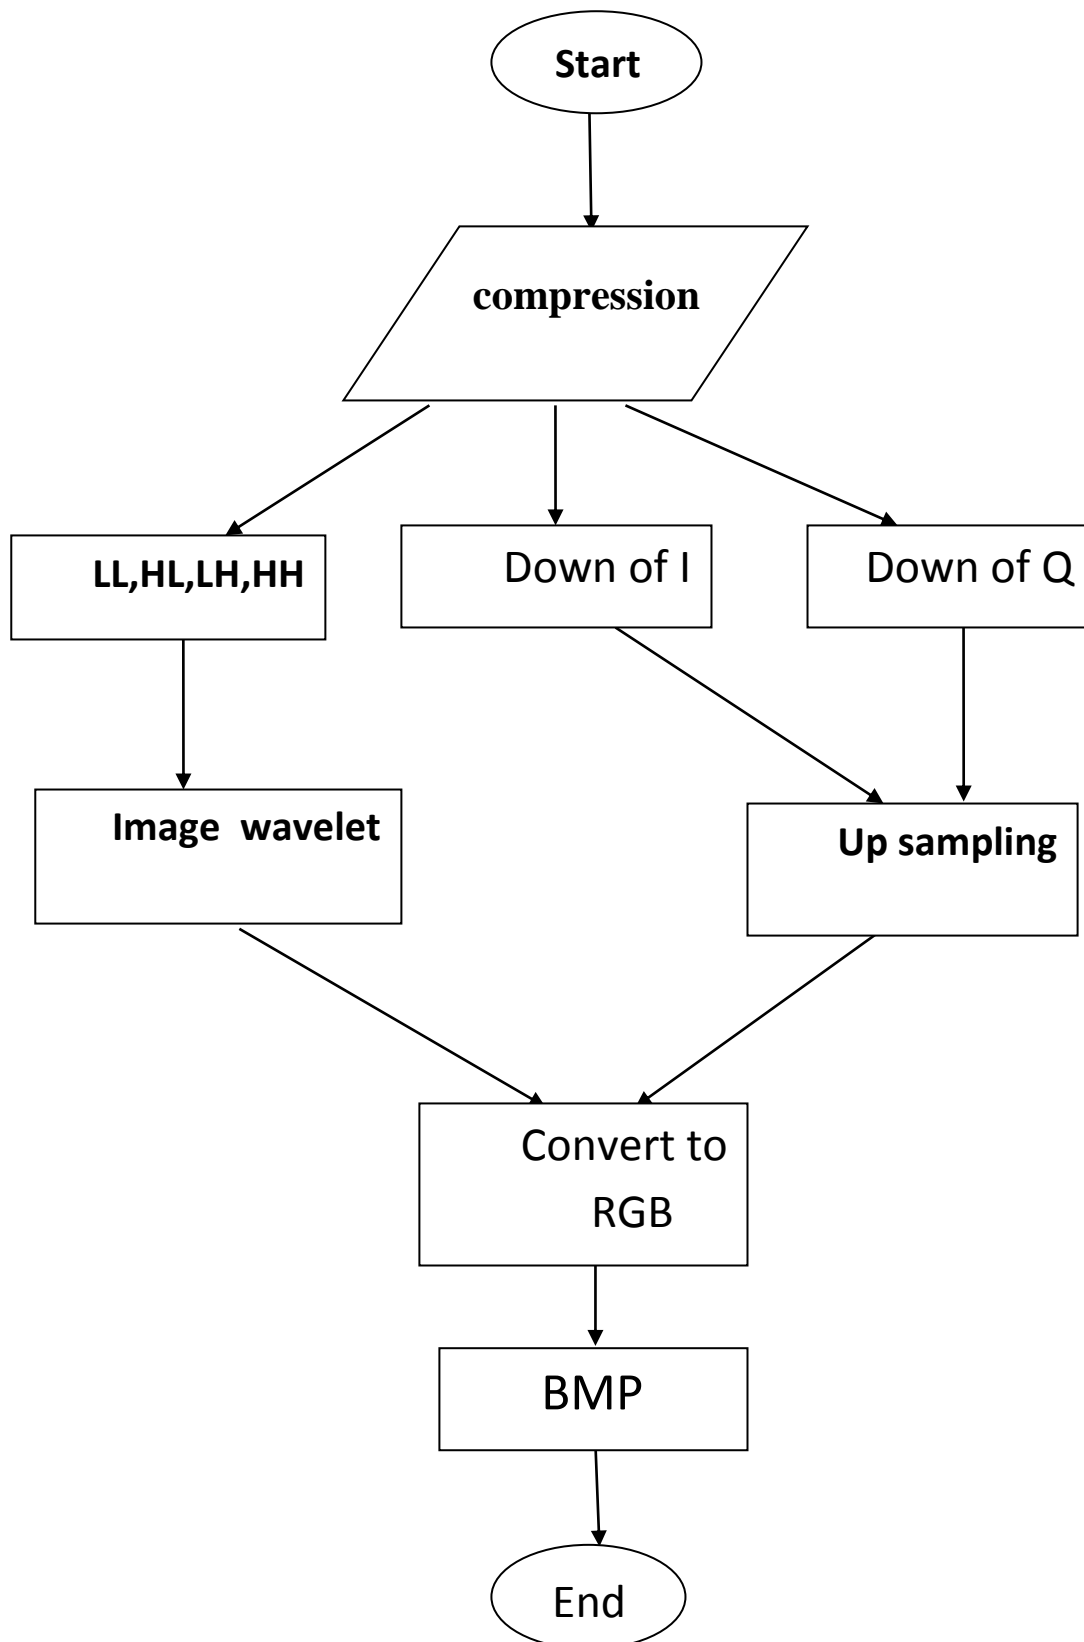 Start
compression
LL,HL,LH,HH
Down of I
Down of Q
Image  wavelet
Up sampling
Convert to
RGB
BMP
End